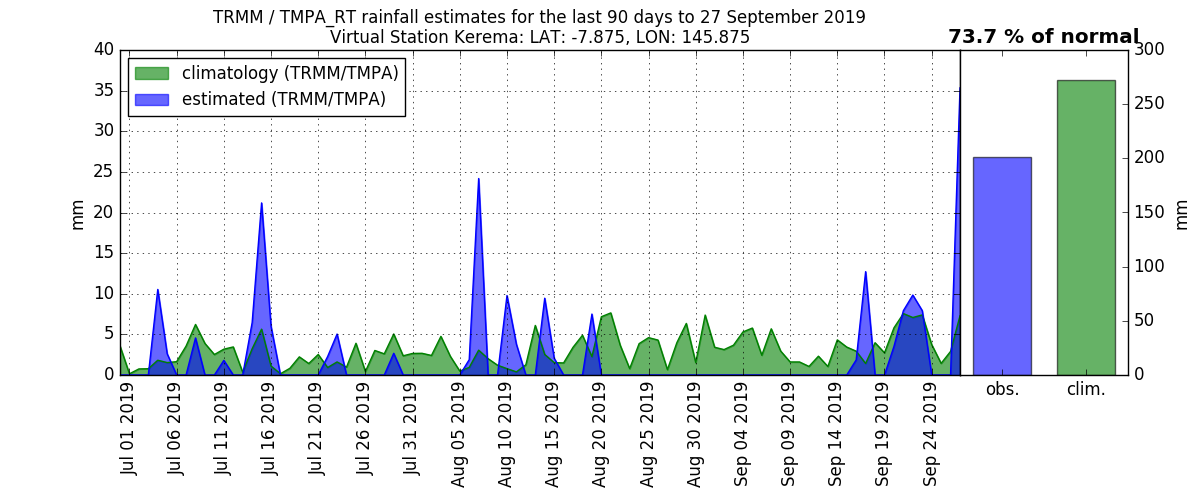 TRMM / TMPA_RT rainfall estimates for the last 90 days to 27 September 2019
Virtual Station Kerema: LAT: -7.875, LON: 145.875
73.7 % of normal
climatology (TRMM/TMPA)
estimated (TRMM/TMPA)
40
35
30
25
20
15
10
5
0
mm
300
250
200
150
100
50
0
mm
Jul 01 2019
Jul 06 2019
Jul 11 2019
Jul 16 2019
Jul 21 2019
Jul 26 2019
Jul 31 2019
Aug 05 2019
Aug 10 2019
Aug 15 2019
Aug 20 2019
Aug 25 2019
Aug 30 2019
Sep 04 2019
Sep 09 2019
Sep 14 2019
Sep 19 2019
Sep 24 2019
obs.
clim.